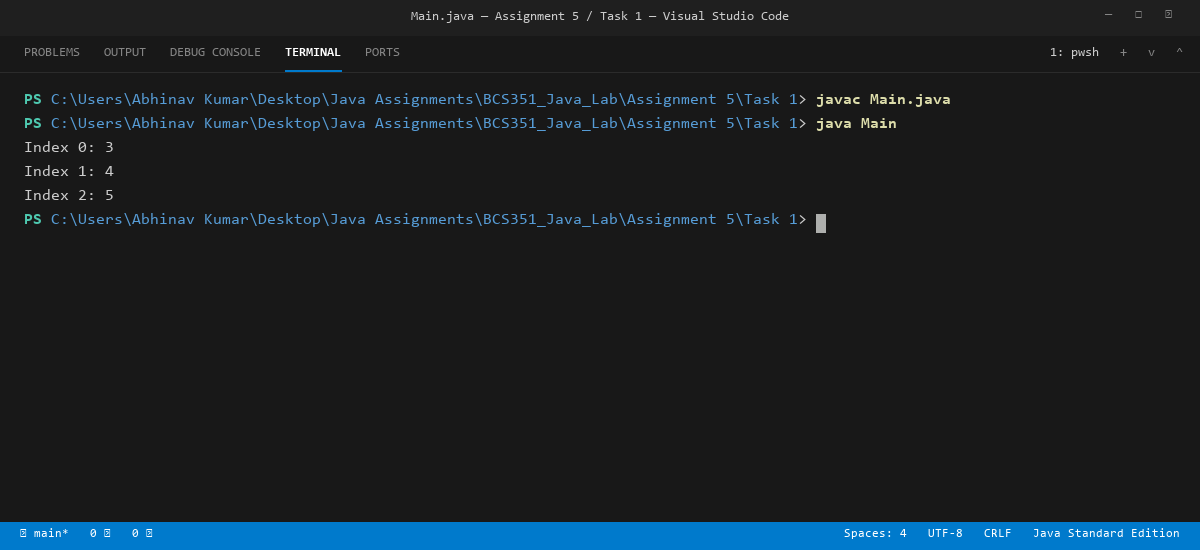 Main.java — Assignment 5 / Task 1 — Visual Studio Code
PROBLEMS OUTPUT DEBUG CONSOLE TERMINAL PORTS 1: pwsh + v ^
PS C:\Users\Abhinav Kumar\Desktop\Java Assignments\BCS351_Java_Lab\Assignment 5\Task 1> javac Main.java
PS C:\Users\Abhinav Kumar\Desktop\Java Assignments\BCS351_Java_Lab\Assignment 5\Task 1> java Main
Index 0: 3
Index 1: 4
Index 2: 5
PS C:\Users\Abhinav Kumar\Desktop\Java Assignments\BCS351_Java_Lab\Assignment 5\Task 1>
main* 0 0 Spaces: 4 UTF-8 CRLF Java Standard Edition